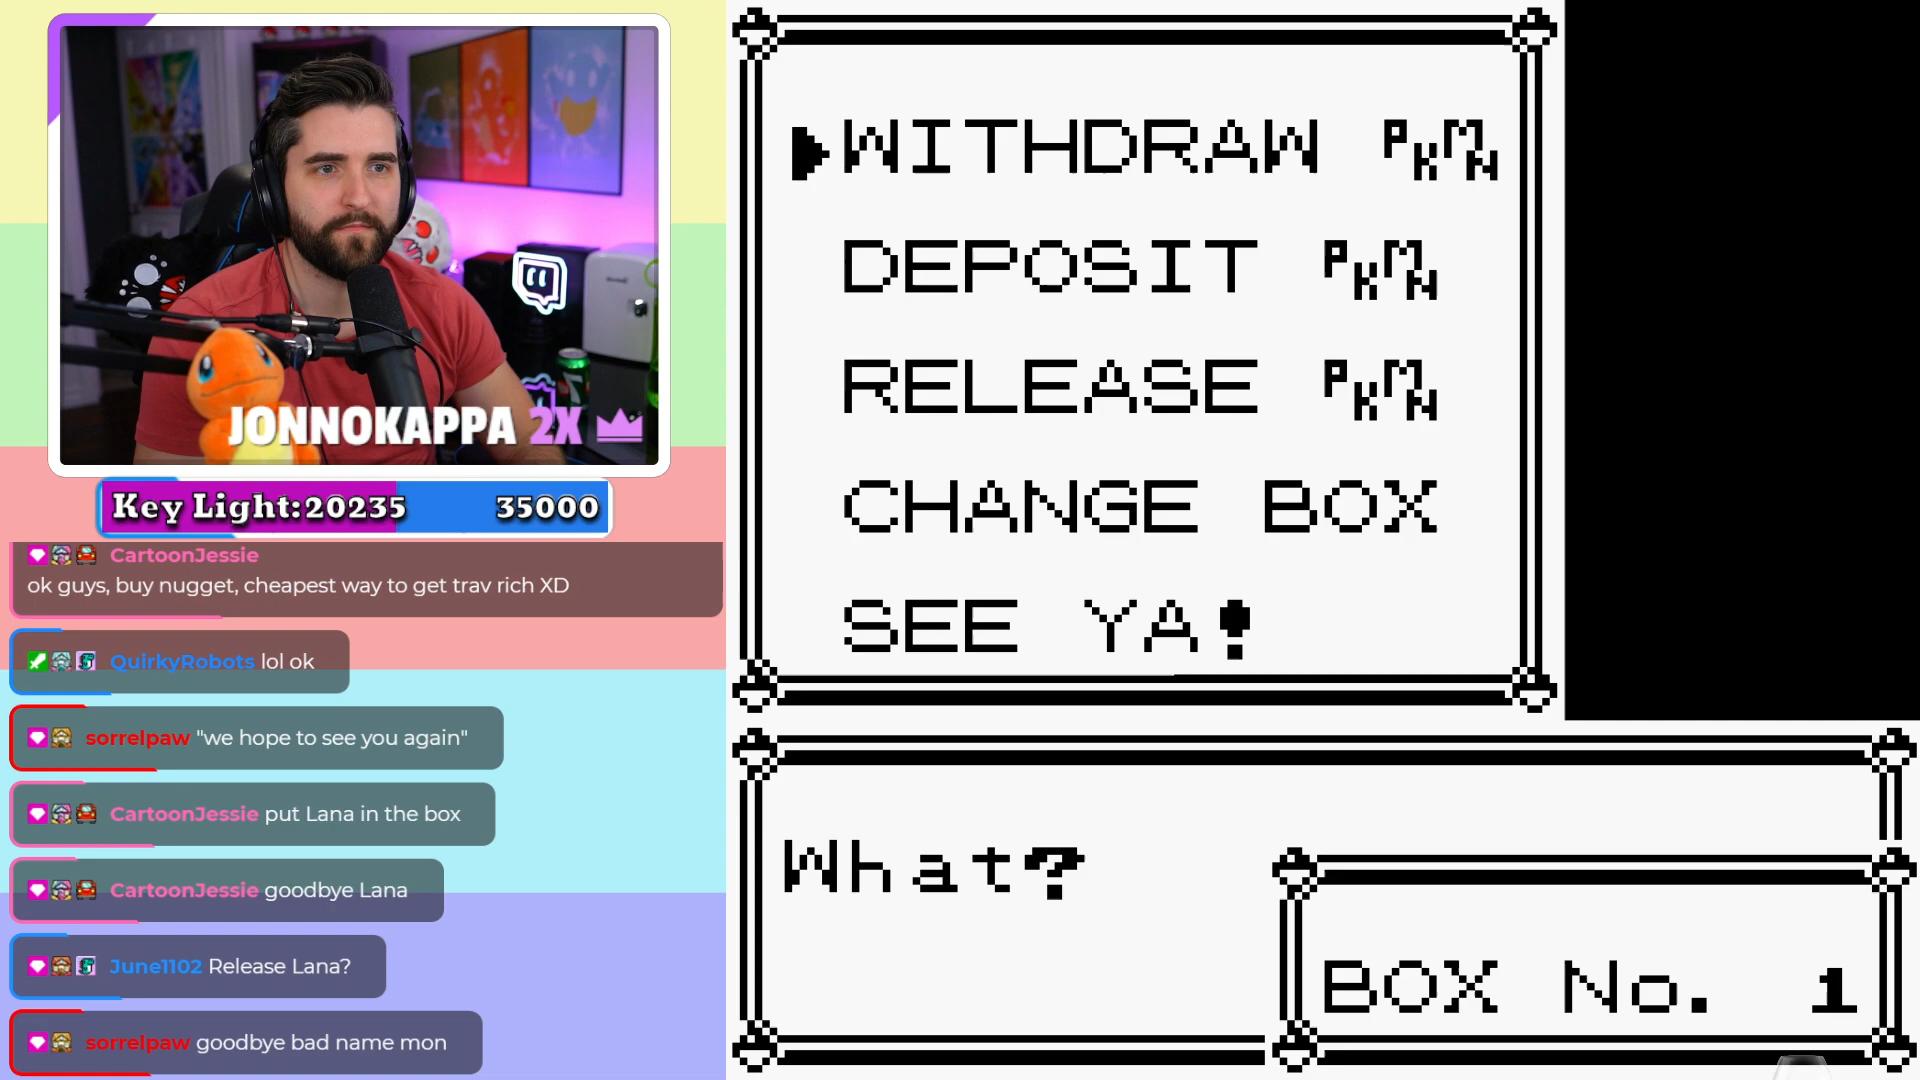 JONNOKAPPA 2X
Key Light:20235 35000
CartoonJessie
ok guys, buy nugget, cheapest way to get trav rich XD
QuirkyRobots lol ok
sorrelpaw "we hope to see you again"
CartoonJessie put Lana in the box
CartoonJessie goodbye Lana
June1102 Release Lana?
sorrelpaw goodbye bad name mon
▶WITHDRAW PKMN
DEPOSIT PKMN
RELEASE PKMN
CHANGE BOX
SEE YA!
What?
BOX No. 1